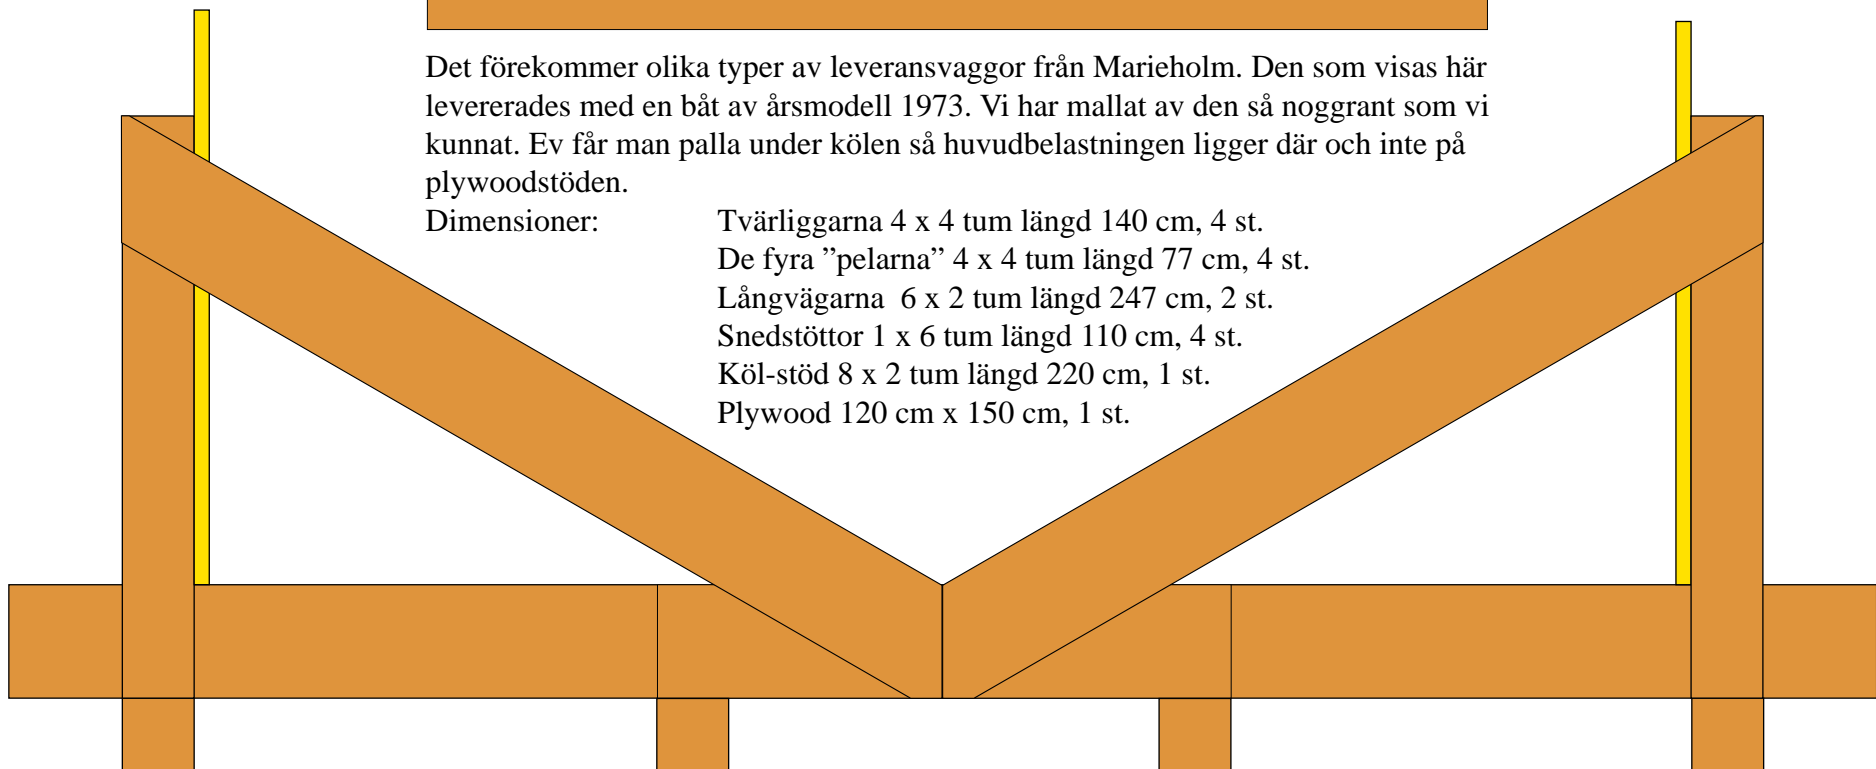 Det förekommer olika typer av leveransvaggor från Marieholm. Den som visas här
levererades med en båt av årsmodell 1973. Vi har mallat av den så noggrant som vi
kunnat. Ev får man palla under kölen så huvudbelastningen ligger där och inte på
plywoodstöden.
Dimensioner: Tvärliggarna 4 x 4 tum längd 140 cm, 4 st.
De fyra ”pelarna” 4 x 4 tum längd 77 cm, 4 st.
Långvägarna 6 x 2 tum längd 247 cm, 2 st.
Snedstöttor 1 x 6 tum längd 110 cm, 4 st.
Köl-stöd 8 x 2 tum längd 220 cm, 1 st.
Plywood 120 cm x 150 cm, 1 st.